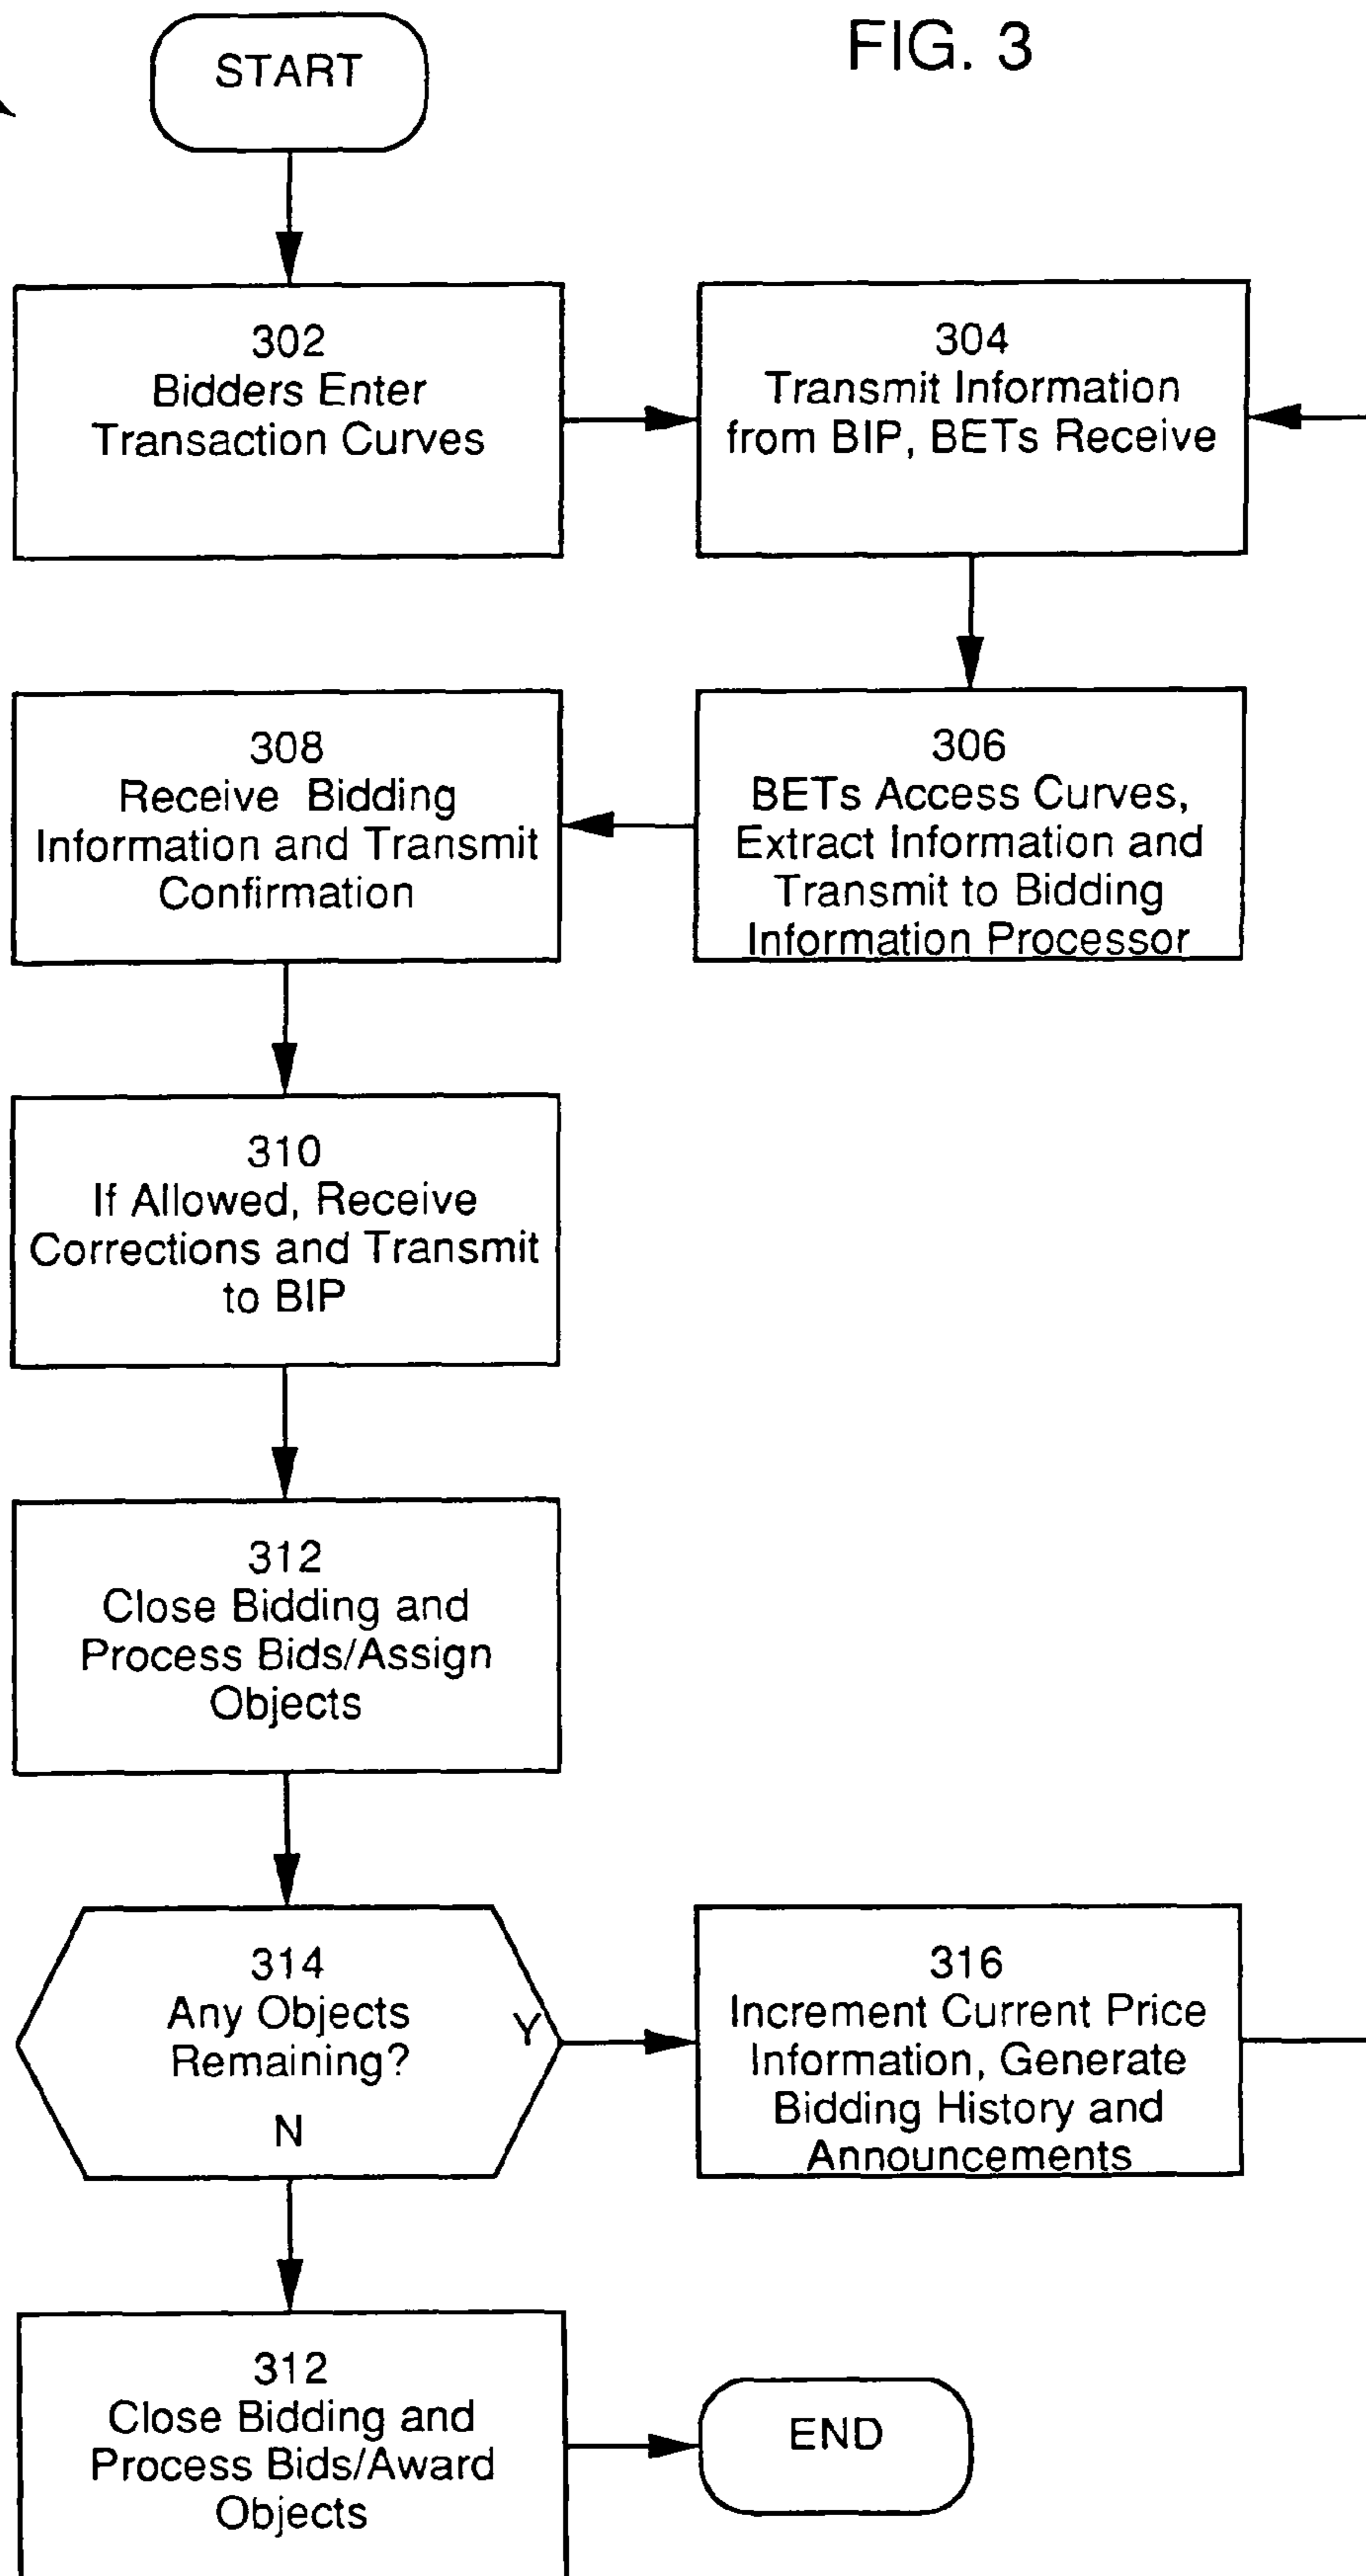 FIG. 3
START
302
Bidders Enter
Transaction Curves
304
Transmit Information
from BIP, BETs Receive
306
BETs Access Curves,
Extract Information and
Transmit to Bidding
Information Processor
308
Receive Bidding
Information and Transmit
Confirmation
310
If Allowed, Receive
Corrections and Transmit
to BIP
312
Close Bidding and
Process Bids/Assign
Objects
314
Any Objects
Remaining?
Y
N
316
Increment Current Price
Information, Generate
Bidding History and
Announcements
312
Close Bidding and
Process Bids/Award
Objects
END